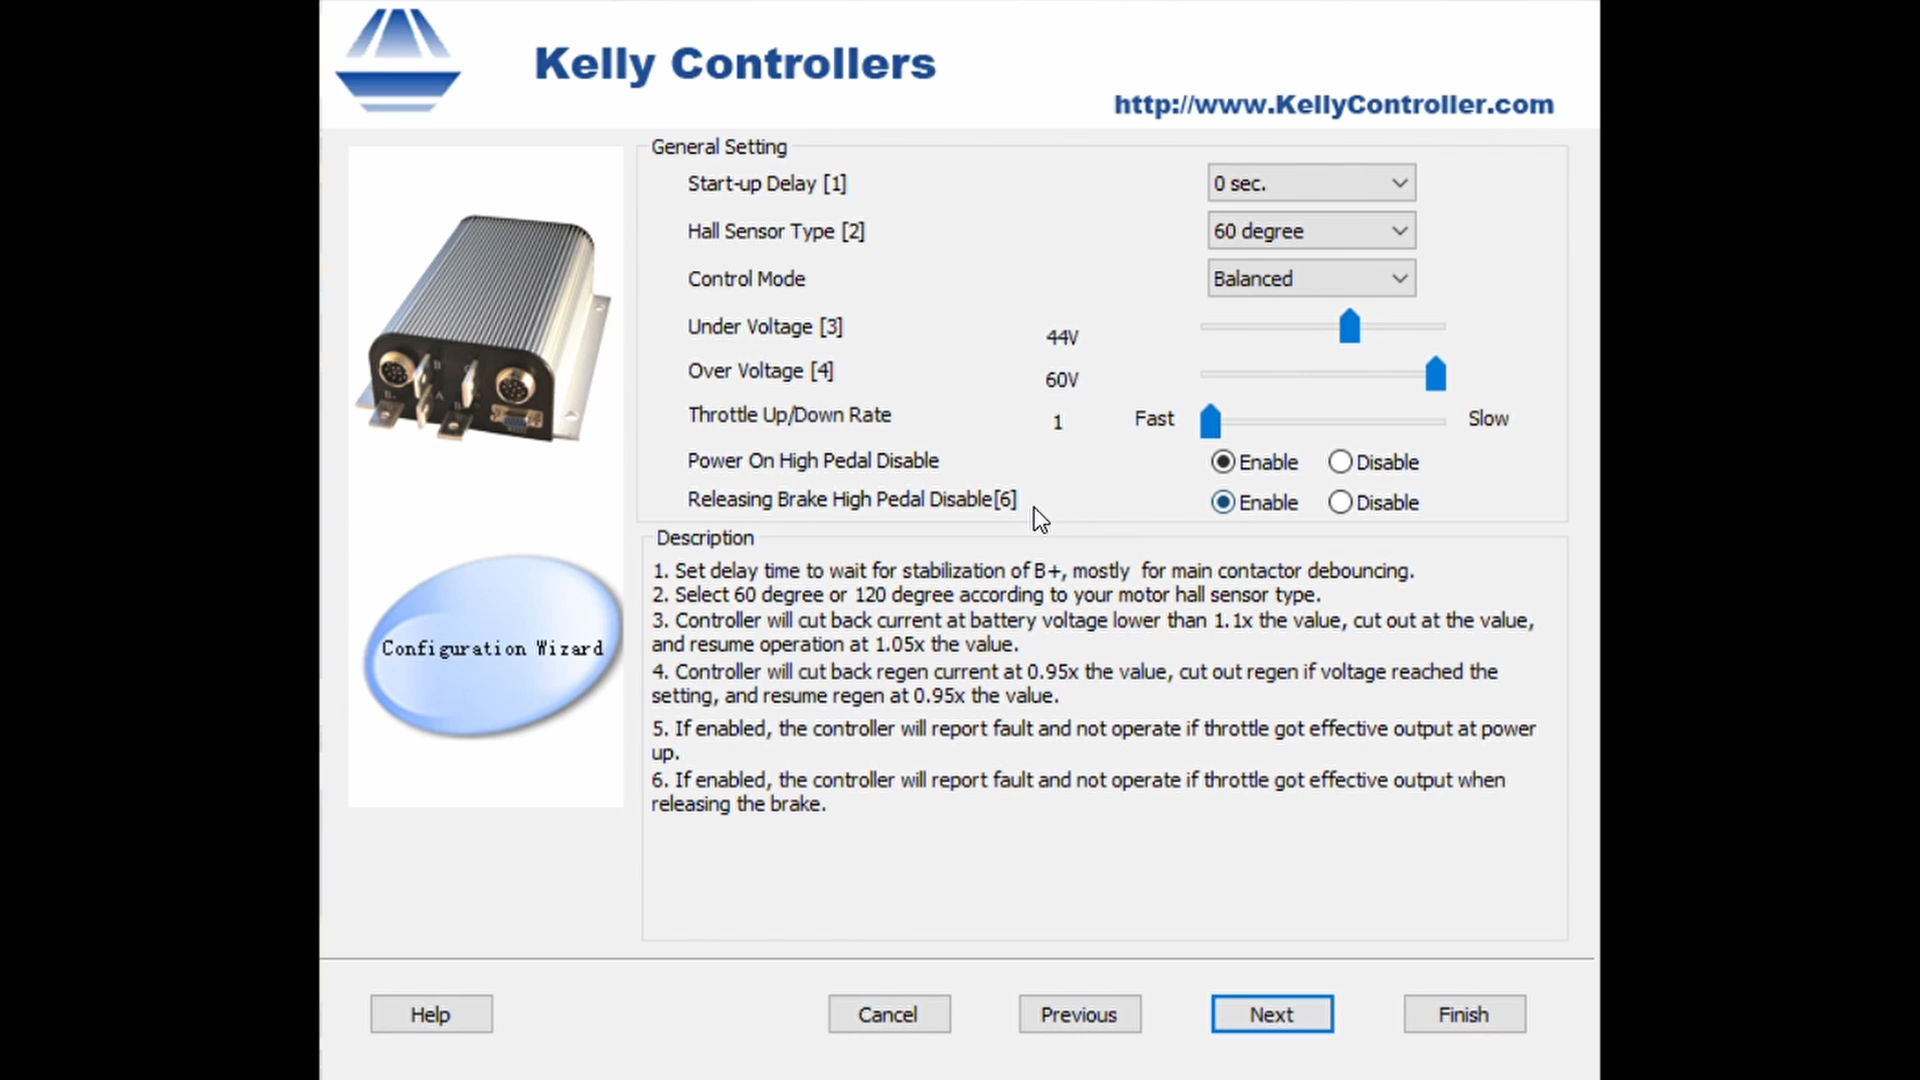 Kelly Controllers
http://www.KellyController.com
General Setting
Start-up Delay [1]
0 sec.
Hall Sensor Type [2]
60 degree
Control Mode
Balanced
Under Voltage [3]
44V
Over Voltage [4]
60V
Throttle Up/Down Rate
1
Fast
Slow
Power On High Pedal Disable
Enable
Disable
Releasing Brake High Pedal Disable[6]
Enable
Disable
Configuration Wizard
Description
1. Set delay time to wait for stabilization of B+, mostly  for main contactor debouncing.
2. Select 60 degree or 120 degree according to your motor hall sensor type.
3. Controller will cut back current at battery voltage lower than 1.1x the value, cut out at the value,
and resume operation at 1.05x the value.
4. Controller will cut back regen current at 0.95x the value, cut out regen if voltage reached the
setting, and resume regen at 0.95x the value.
5. If enabled, the controller will report fault and not operate if throttle got effective output at power
up.
6. If enabled, the controller will report fault and not operate if throttle got effective output when
releasing the brake.
Help
Cancel
Previous
Next
Finish